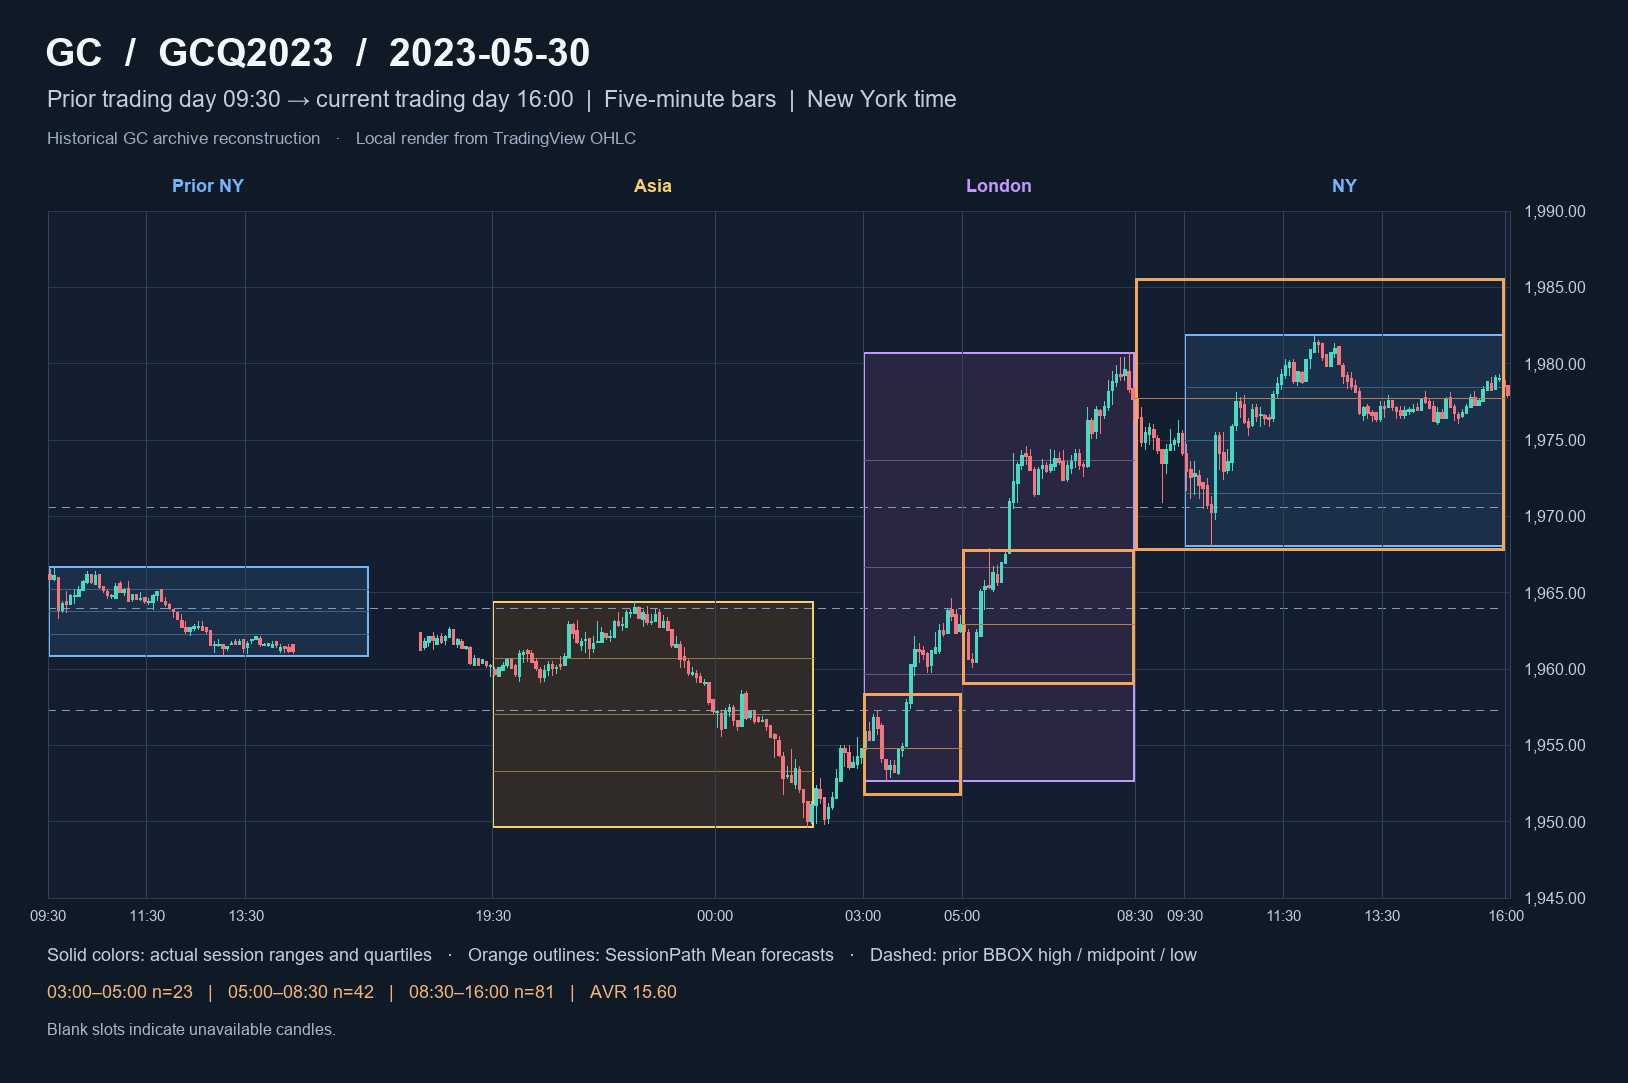 GC / GCQ2023 / 2023-05-30
Prior trading day 09:30 → current trading day 16:00 | Five-minute bars | New York time
Historical GC archive reconstruction · Local render from TradingView OHLC
Prior NY Asia London NY
1,990.00
1,985.00
1,980.00
1,975.00
1,970.00
1,965.00
1,960.00
1,955.00
1,950.00
1,945.00
09:30 11:30 13:30 19:30 00:00 03:00 05:00 08:30 09:30 11:30 13:30 16:00
Solid colors: actual session ranges and quartiles · Orange outlines: SessionPath Mean forecasts · Dashed: prior BBOX high / midpoint / low
03:00–05:00 n=23 | 05:00–08:30 n=42 | 08:30–16:00 n=81 | AVR 15.60
Blank slots indicate unavailable candles.